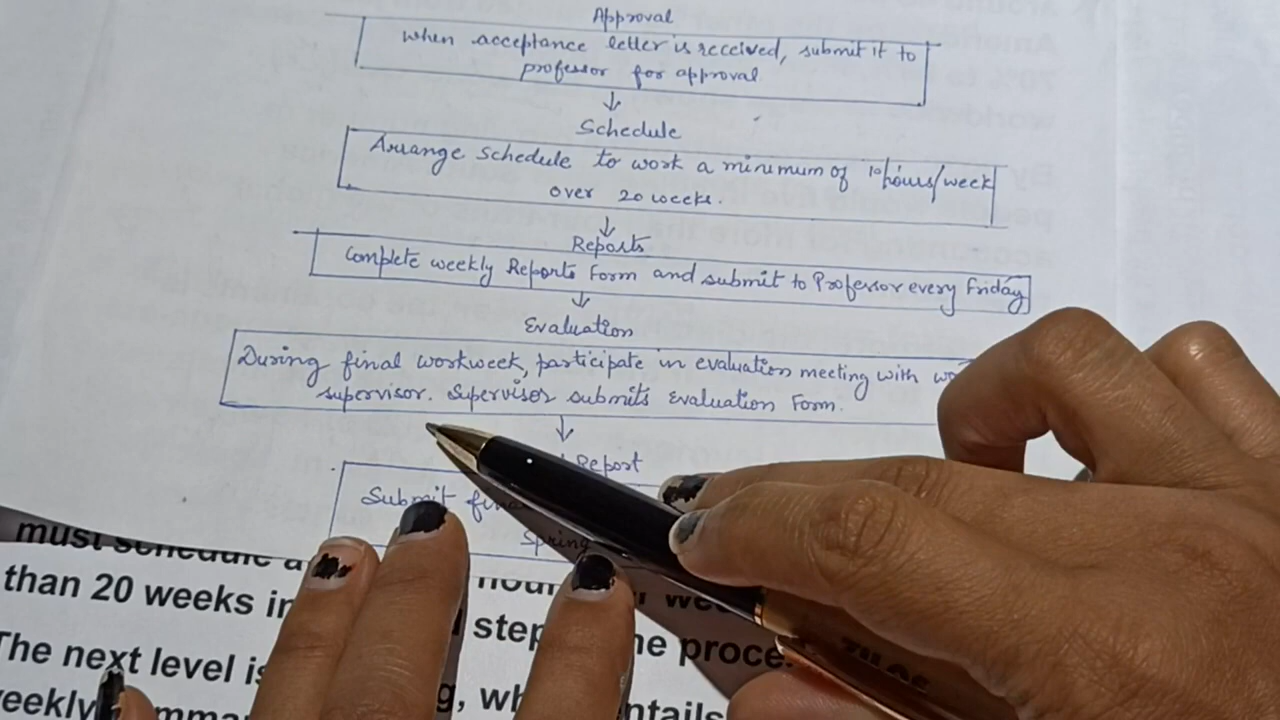 Approval
when acceptance letter is received, submit it to
professor for approval
Schedule
Arrange schedule to work a minimum of 10 hours/week
over 20 weeks.
Reports
Complete weekly Reports Form and submit to Professor every Friday
Evaluation
During final workweek, participate in evaluation meeting with
supervisor. Supervisor submits Evaluation Form.
Report
Submit
Spring
must schedule a
than 20 weeks in
step
he
The next level is
weekly